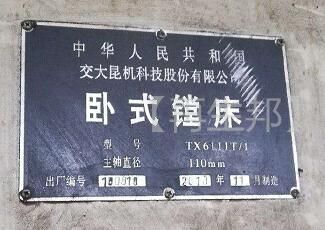 中华人民共和国
交大昆机科技股份有限公司
卧式镗床
型号 TX6111T/1
主轴直径 110mm
出厂编号 年 11 月制造